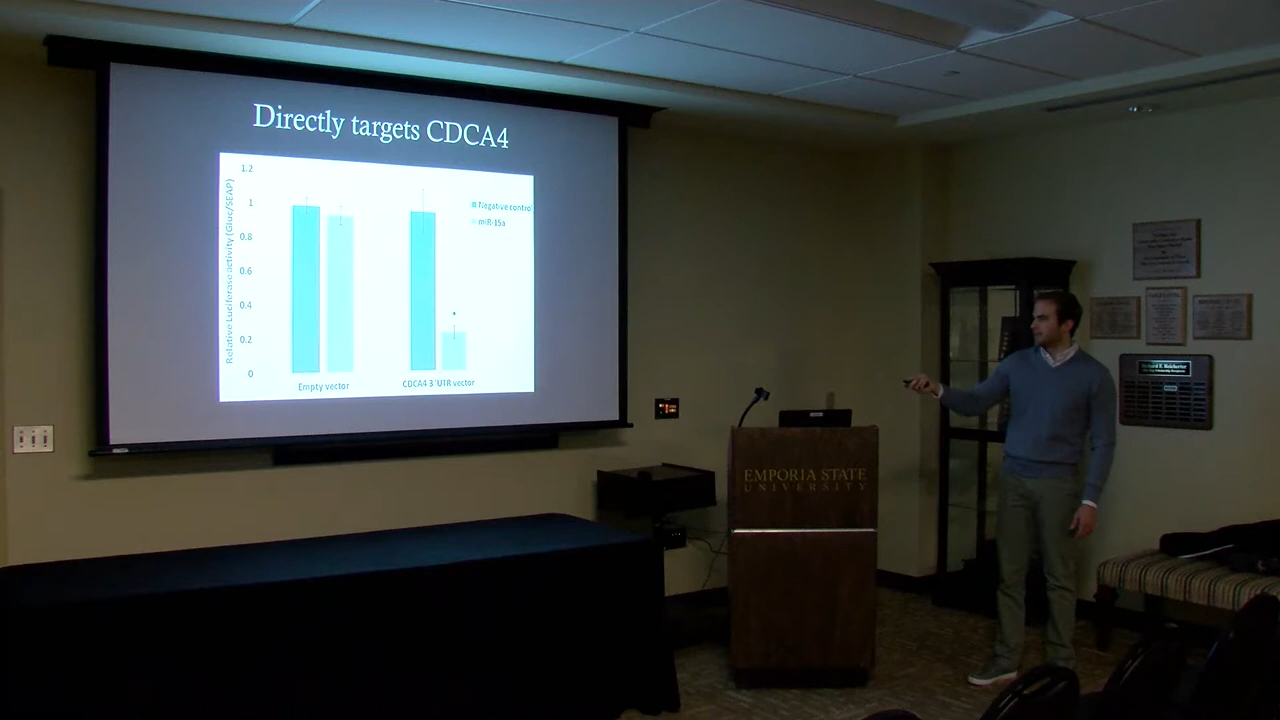 Directly targets CDCA4
1.2
1
0.8
0.6
0.4
0.2
0
Relative Luciferase activity (Gluc/SEAP)
Negative control
miR-15a
*
Empty vector
CDCA4 3'UTR vector
EMPORIA STATE
UNIVERSITY